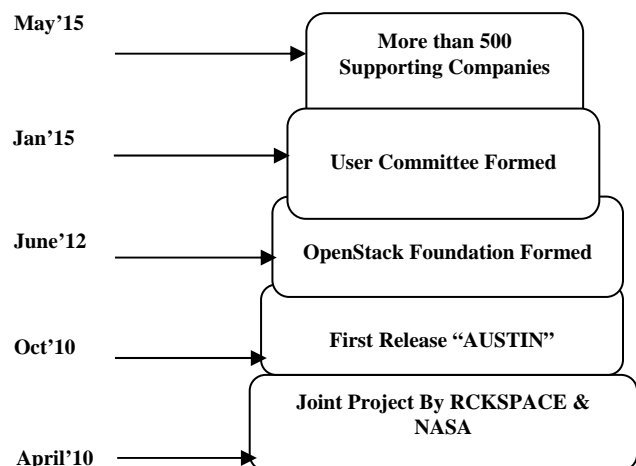 May’15
More than 500
Supporting Companies
Jan’15
User Committee Formed
June’12
OpenStack Foundation Formed
Oct’10
First Release “AUSTIN”
Joint Project By RCKSPACE &
NASA
April’10